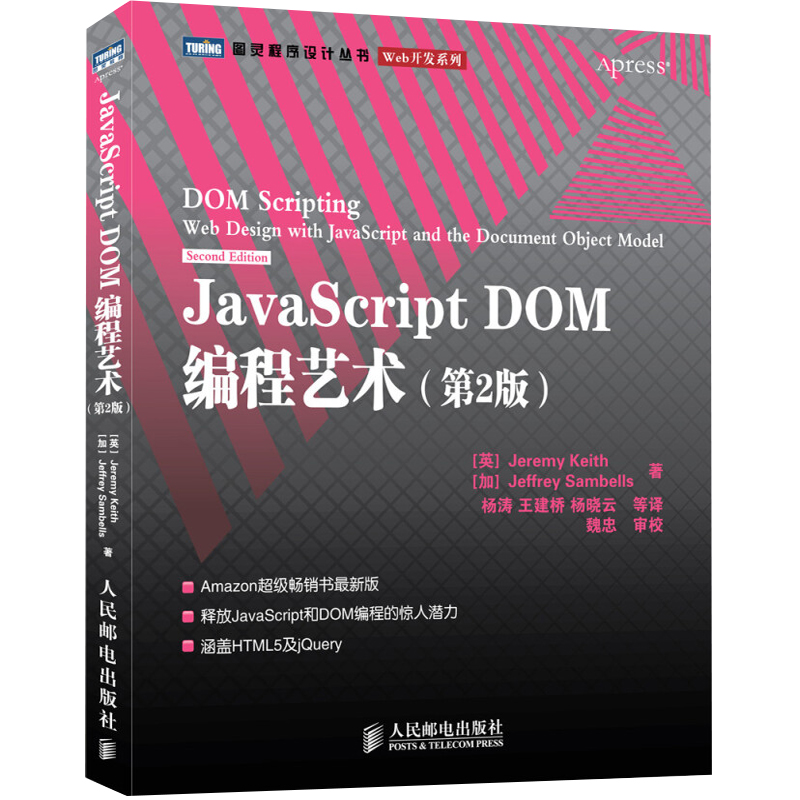 TURING
图灵程序设计丛书
Web开发系列
Apress®
DOM Scripting
Web Design with JavaScript and the Document Object Model
Second Edition
JavaScript DOM
编程艺术(第2版)
[英] Jeremy Keith
[加] Jeffrey Sambells 著
杨涛 王建桥 杨晓云 等译
魏忠 审校
Amazon超级畅销书最新版
释放JavaScript和DOM编程的惊人潜力
涵盖HTML5及jQuery
人民邮电出版社
POSTS & TELECOM PRESS
TURING
Apress®
JavaScript DOM 编程艺术
(第2版)
[英] Jeremy Keith
[加] Jeffrey Sambells 著
人民邮电出版社